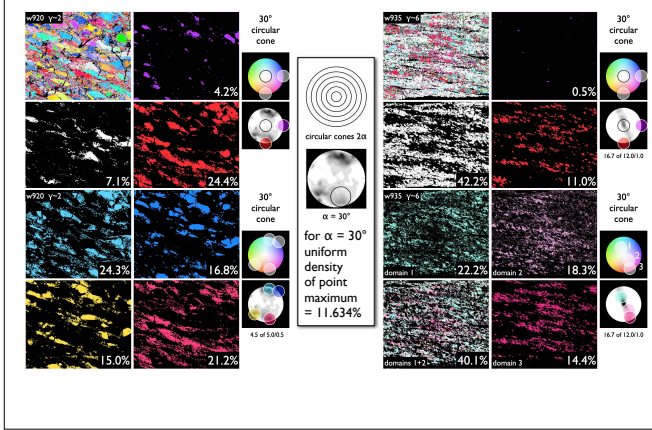 w920 γ~2
4.2%
30°
circular
cone
7.1%
24.4%
w920 γ~2
24.3%
16.8%
30°
circular
cone
15.0%
21.2%
4.5 of 5.0/0.5
circular cones 2α
α = 30°
for α = 30°
uniform
density
of point
maximum
= 11.634%
w935 γ~6
0.5%
30°
circular
cone
42.2%
11.0%
16.7 of 12.0/1.0
w935 γ~6
domain 1
22.2%
domain 2
18.3%
30°
circular
cone
1
2
3
domains 1+2
40.1%
domain 3
14.4%
16.7 of 12.0/1.0